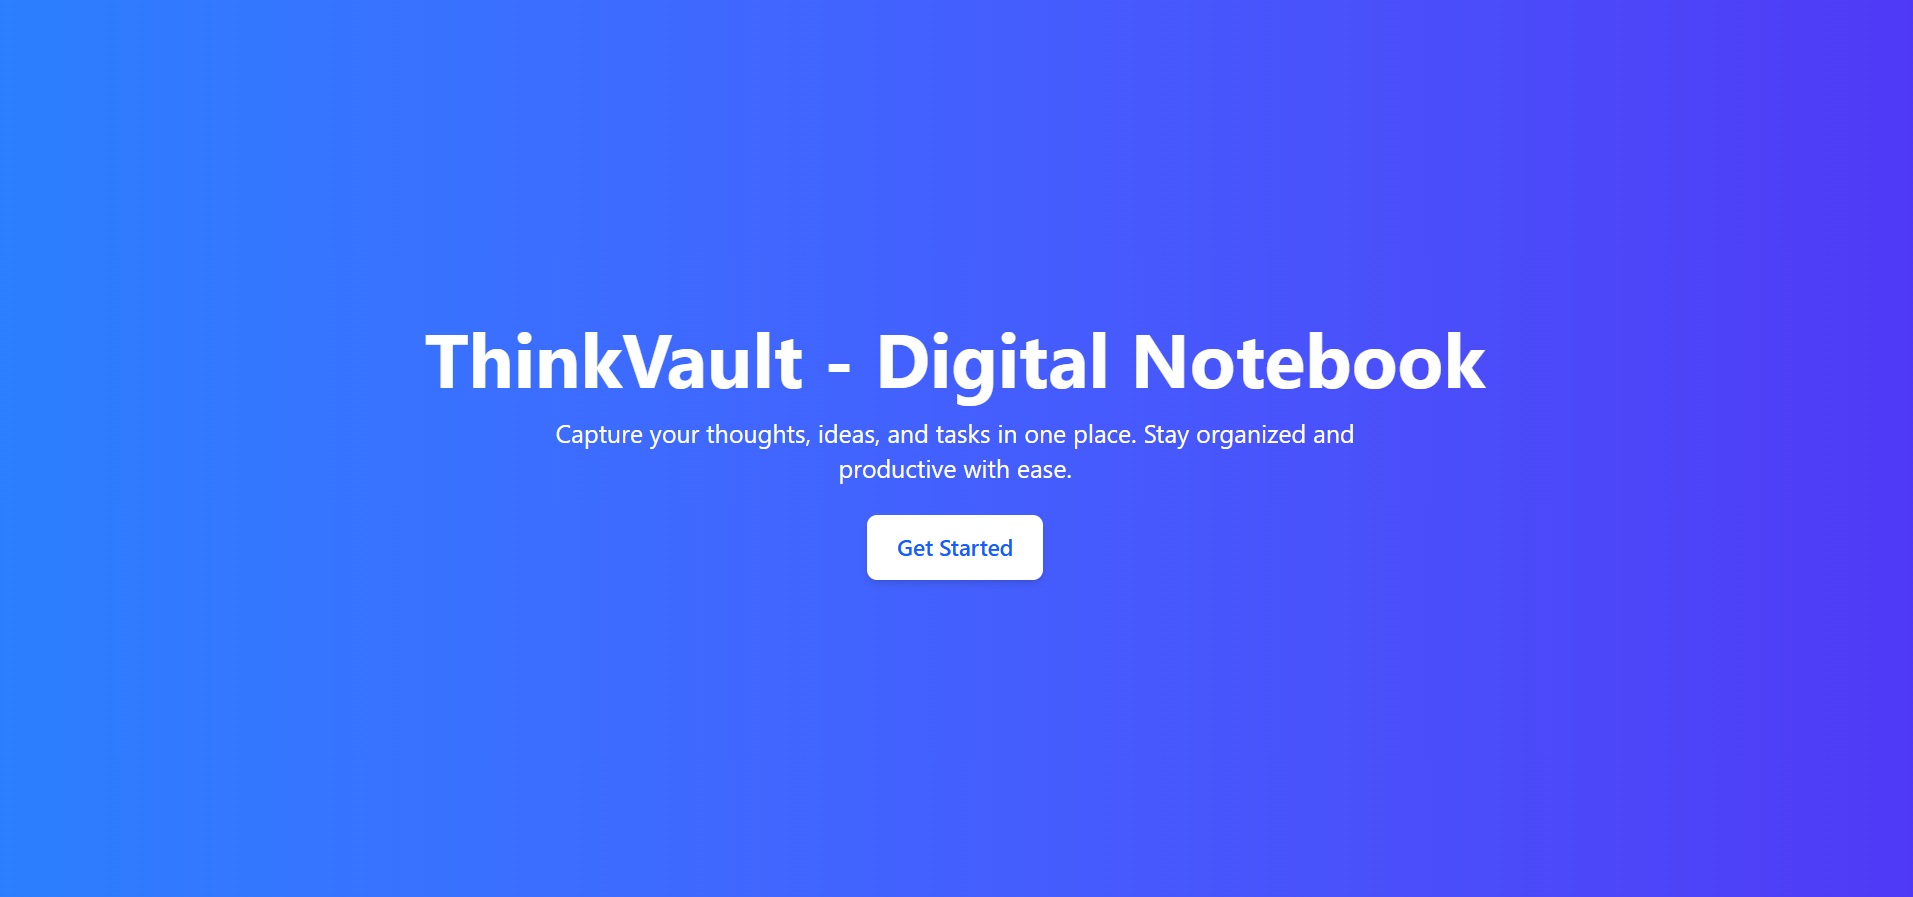 ThinkVault - Digital Notebook
Capture your thoughts, ideas, and tasks in one place. Stay organized and
productive with ease.
Get Started